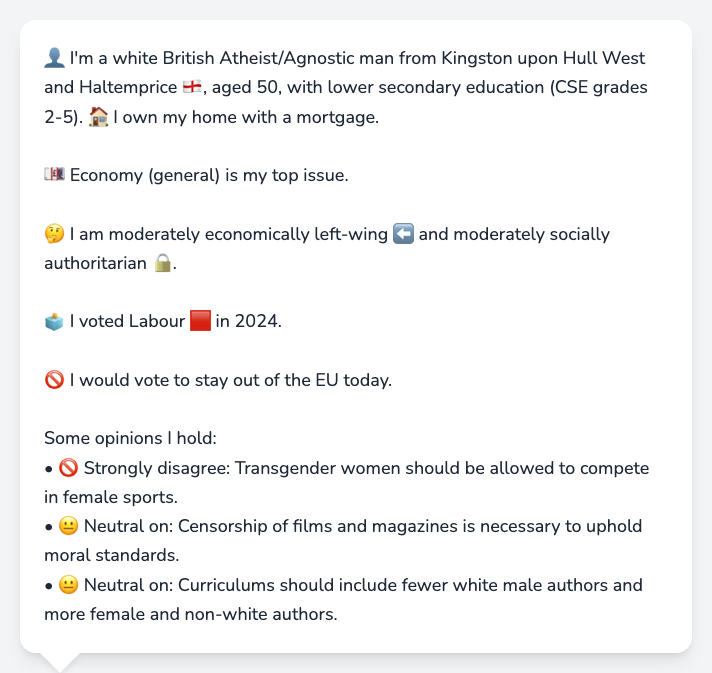 👤 I'm a white British Atheist/Agnostic man from Kingston upon Hull West
and Haltemprice 🏴󠁧󠁢󠁥󠁮󠁧󠁿, aged 50, with lower secondary education (CSE grades
2-5). 🏠 I own my home with a mortgage.
💷 Economy (general) is my top issue.
🤔 I am moderately economically left-wing ⬅️ and moderately socially
authoritarian 🔒.
🗳️ I voted Labour 🟥 in 2024.
🚫 I would vote to stay out of the EU today.
Some opinions I hold:
• 🚫 Strongly disagree: Transgender women should be allowed to compete
in female sports.
• 😐 Neutral on: Censorship of films and magazines is necessary to uphold
moral standards.
• 😐 Neutral on: Curriculums should include fewer white male authors and
more female and non-white authors.